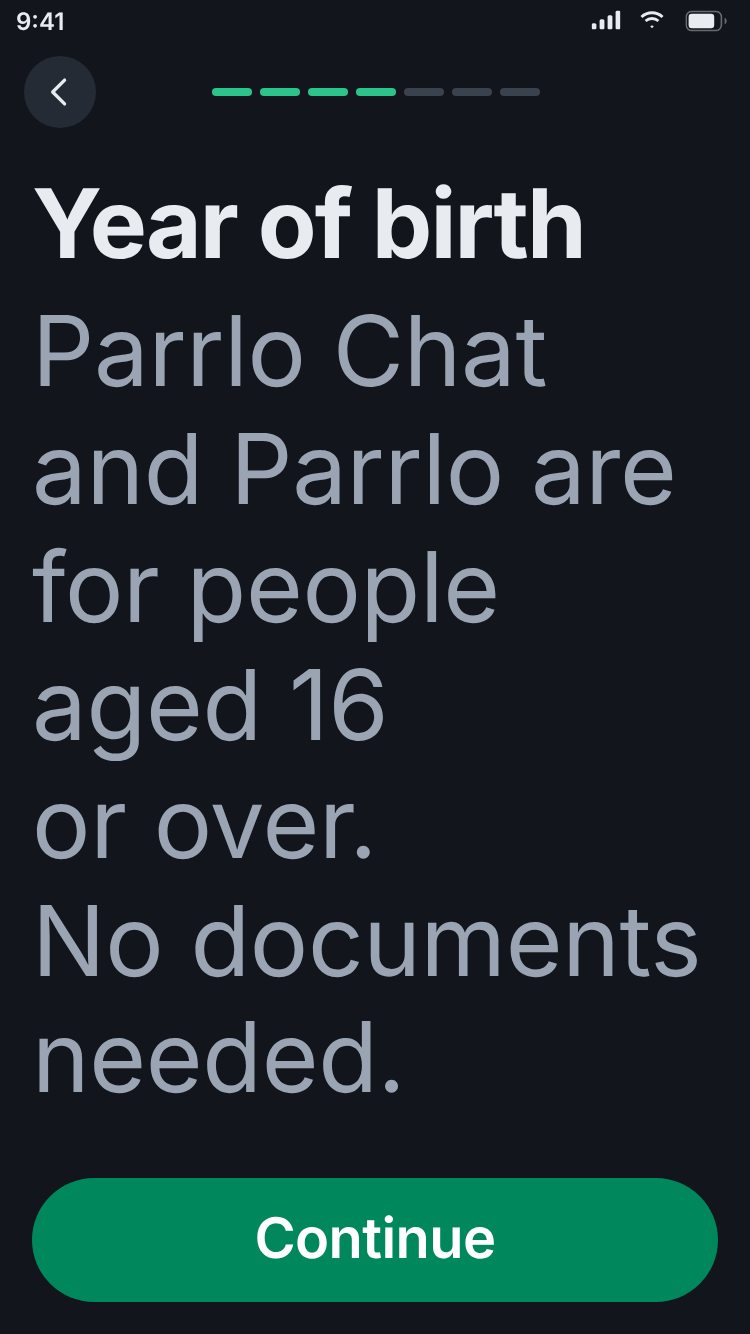 9:41
Year of birth
Parrlo Chat
and Parrlo are
for people
aged 16
or over.
No documents
needed.
Continue